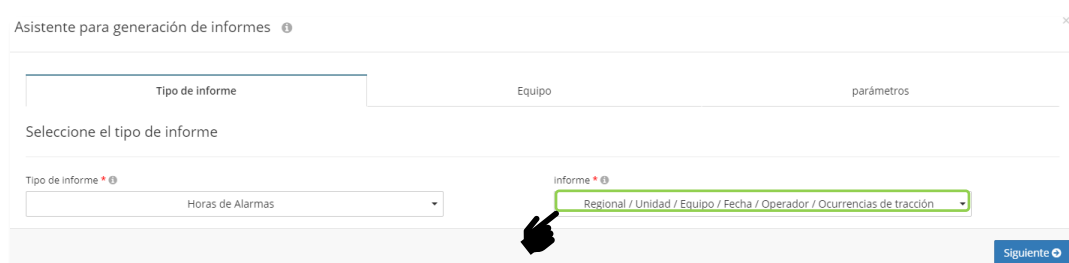 Asistente para generación de informes
×
Tipo de informe Equipo parámetros
Seleccione el tipo de informe
Tipo de informe * informe *
Horas de Alarmas Regional / Unidad / Equipo / Fecha / Operador / Ocurrencias de tracción
Siguiente